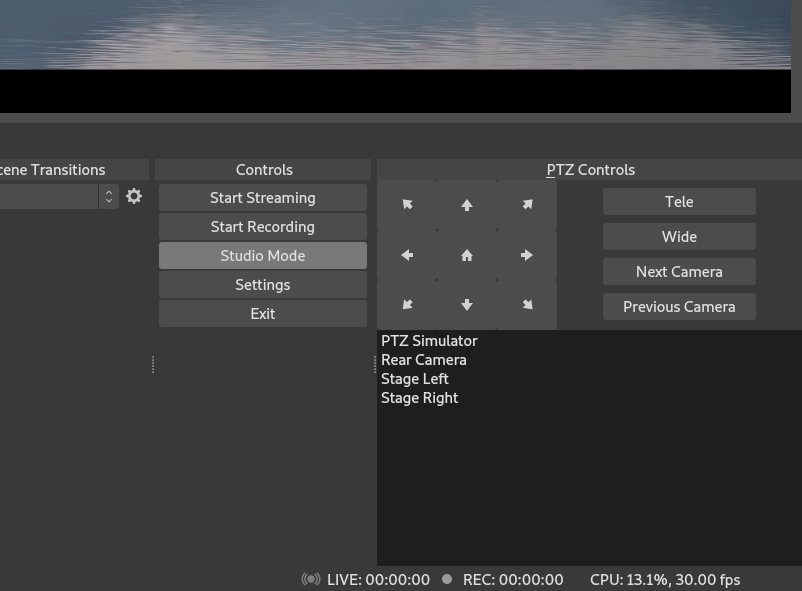 cene Transitions
Controls
PTZ Controls
Start Streaming
Start Recording
Studio Mode
Settings
Exit
Tele
Wide
Next Camera
Previous Camera
PTZ Simulator
Rear Camera
Stage Left
Stage Right
LIVE: 00:00:00 REC: 00:00:00 CPU: 13.1%, 30.00 fps